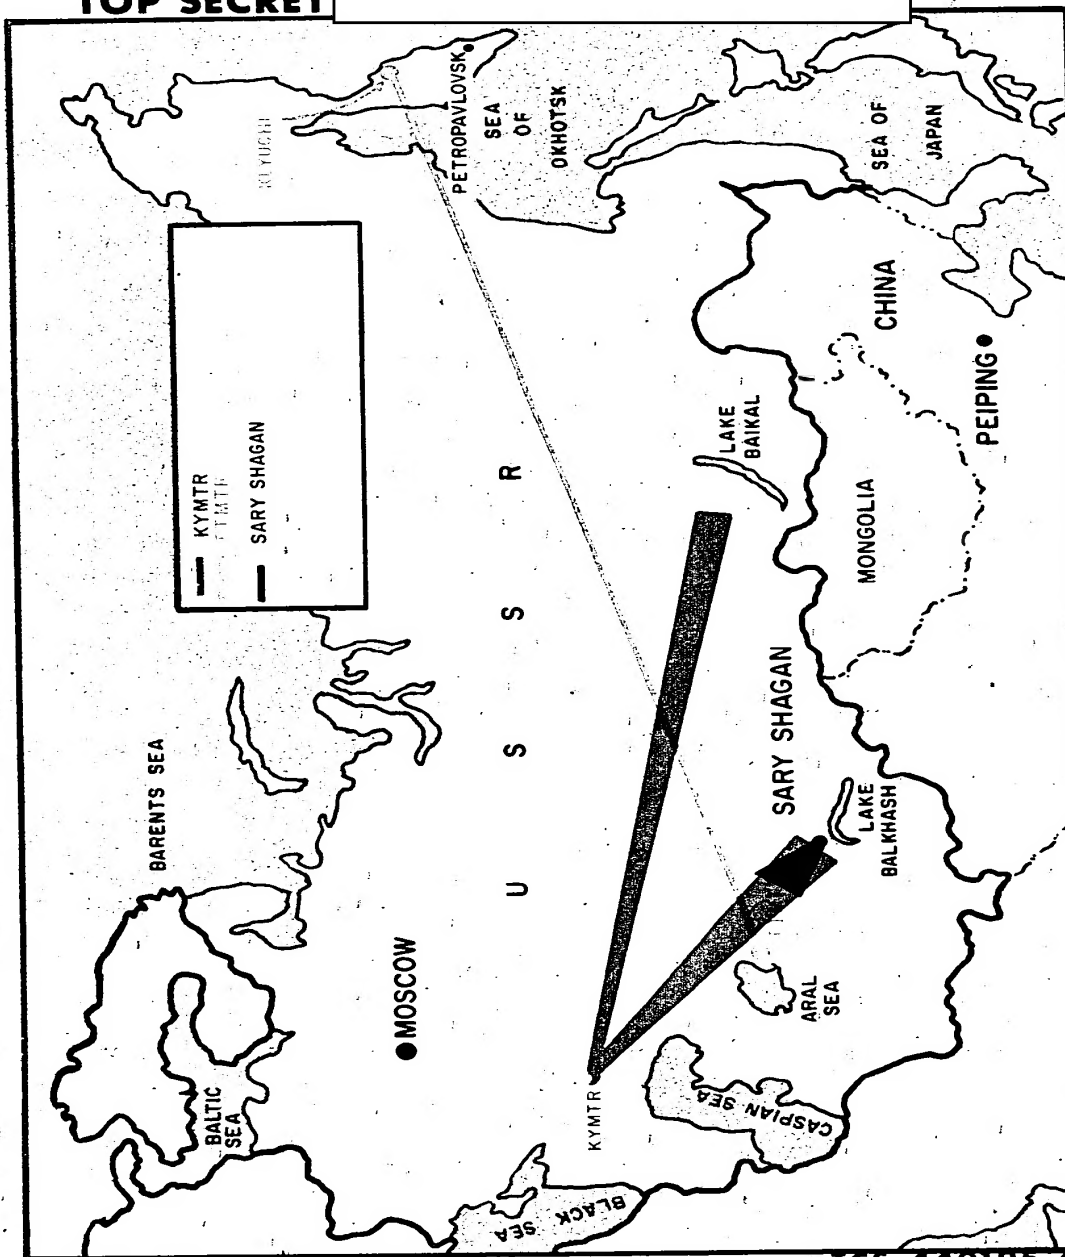 TOP SECRET
BARENTS SEA
KYMTR
SARY SHAGAN
PETROPAVLOVSK
SEA
OF
OKHOTSK
SEA OF
JAPAN
BALTIC
SEA
MOSCOW
U S S R
LAKE
BAIKAL
CHINA
MONGOLIA
PEIPING
KYMTR
SARY SHAGAN
LAKE
BALKHASH
ARAL
SEA
CASPIAN SEA
BLACK SEA